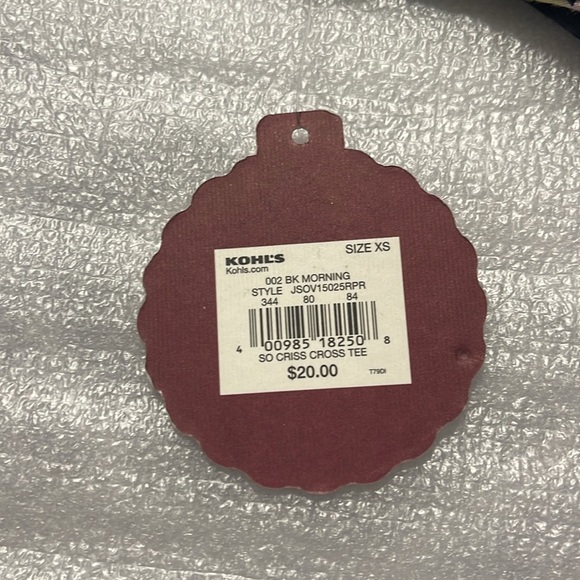 KOHL'S SIZE XS
Kohls.com
002 BK MORNING
STYLE JSOV15025RPR
344 80 84
4 00985 18250 8
SO CRISS CROSS TEE
$20.00 T79DI